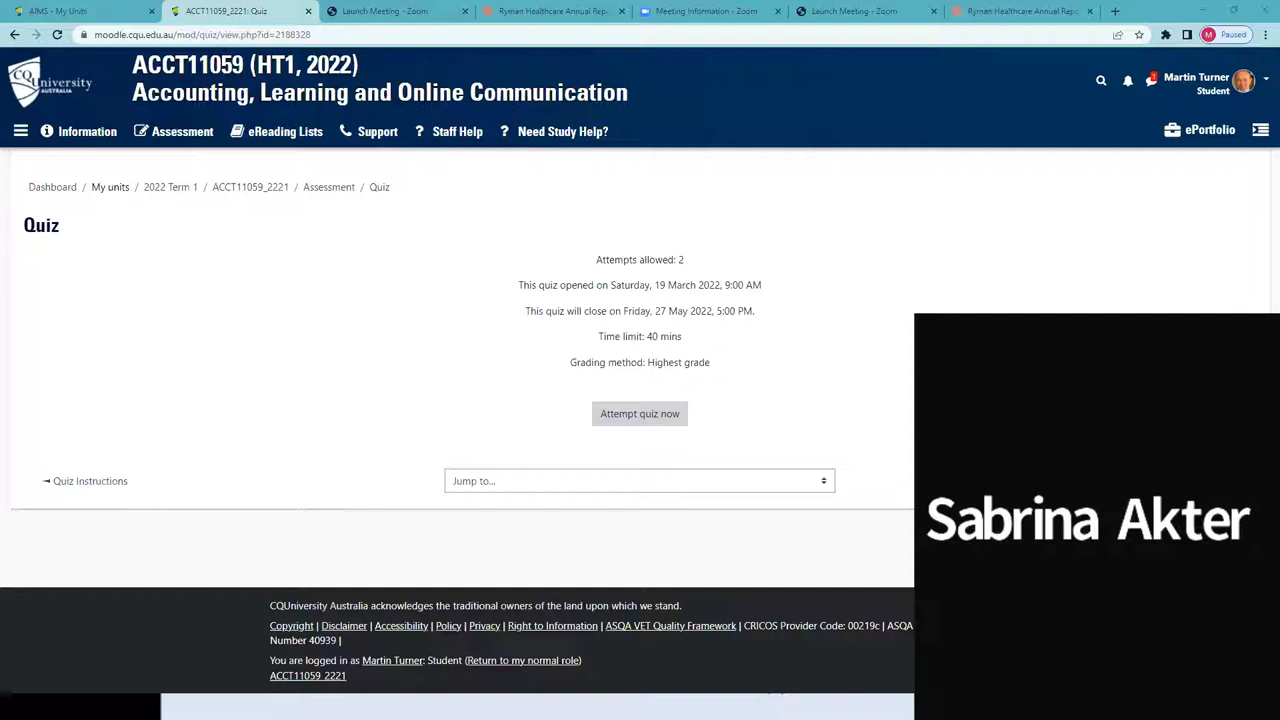 AIMS - My Units
ACCT11059_2221: Quiz
Launch Meeting - Zoom
Ryman Healthcare Annual Repo
Meeting Information - Zoom
Launch Meeting - Zoom
Ryman Healthcare Annual Repo
moodle.cqu.edu.au/mod/quiz/view.php?id=2188328
M Paused
CQUniversity
AUSTRALIA
ACCT11059 (HT1, 2022)
Accounting, Learning and Online Communication
1
Martin Turner
Student
Information
Assessment
eReading Lists
Support
? Staff Help
? Need Study Help?
ePortfolio
Dashboard / My units / 2022 Term 1 / ACCT11059_2221 / Assessment / Quiz
Quiz
Attempts allowed: 2
This quiz opened on Saturday, 19 March 2022, 9:00 AM
This quiz will close on Friday, 27 May 2022, 5:00 PM.
Time limit: 40 mins
Grading method: Highest grade
Attempt quiz now
◄ Quiz Instructions
Jump to...
Sabrina Akter
CQUniversity Australia acknowledges the traditional owners of the land upon which we stand.
Copyright | Disclaimer | Accessibility | Policy | Privacy | Right to Information | ASQA VET Quality Framework | CRICOS Provider Code: 00219c | ASQA
Number 40939 |
You are logged in as Martin Turner: Student (Return to my normal role)
ACCT11059_2221